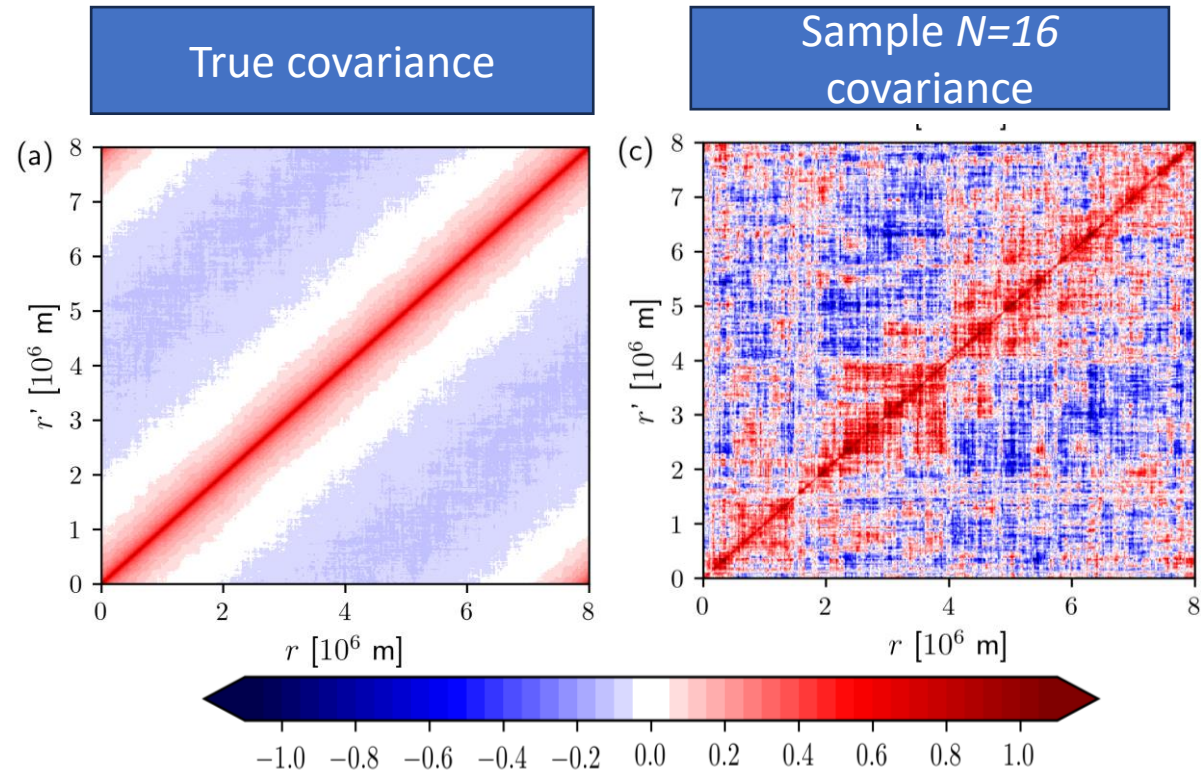 True covariance
Sample N=16
covariance
(a)
8
7
6
5
4
3
2
1
0
r' [10⁶ m]
0 2 4 6 8
r [10⁶ m]
(c)
8
7
6
5
4
3
2
1
0
r' [10⁶ m]
0 2 4 6 8
r [10⁶ m]
−1.0 −0.8 −0.6 −0.4 −0.2 0.0 0.2 0.4 0.6 0.8 1.0